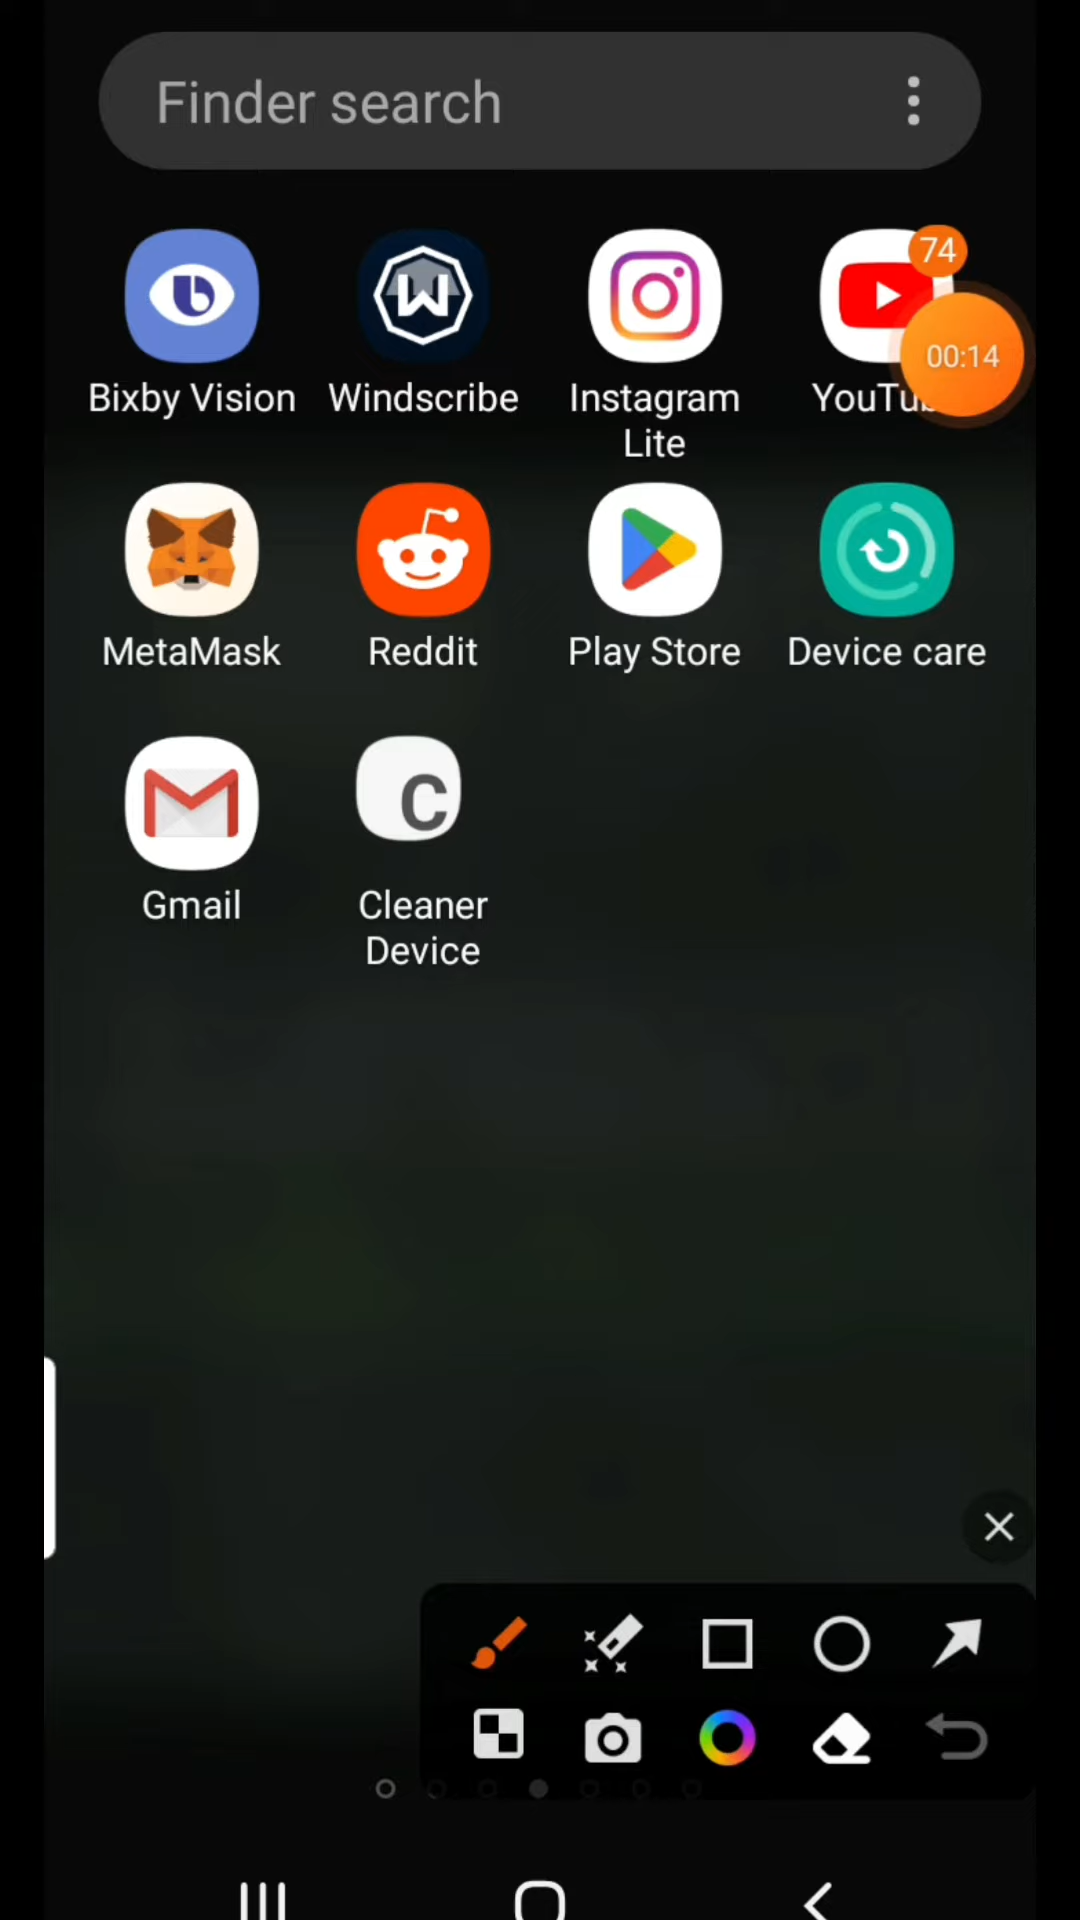 Finder search
74
00:14
Bixby Vision
Windscribe
Instagram
Lite
YouTu
MetaMask
Reddit
Play Store
Device care
Gmail
C
Cleaner
Device